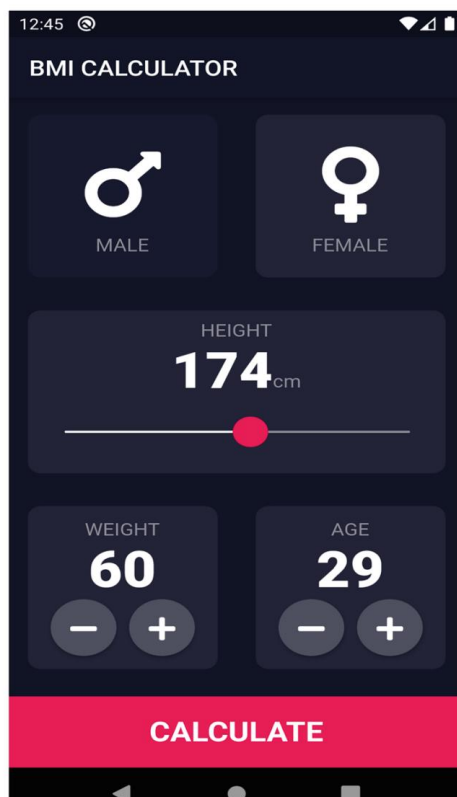 12:45
BMI CALCULATOR
MALE
FEMALE
HEIGHT
174cm
WEIGHT
60
AGE
29
CALCULATE